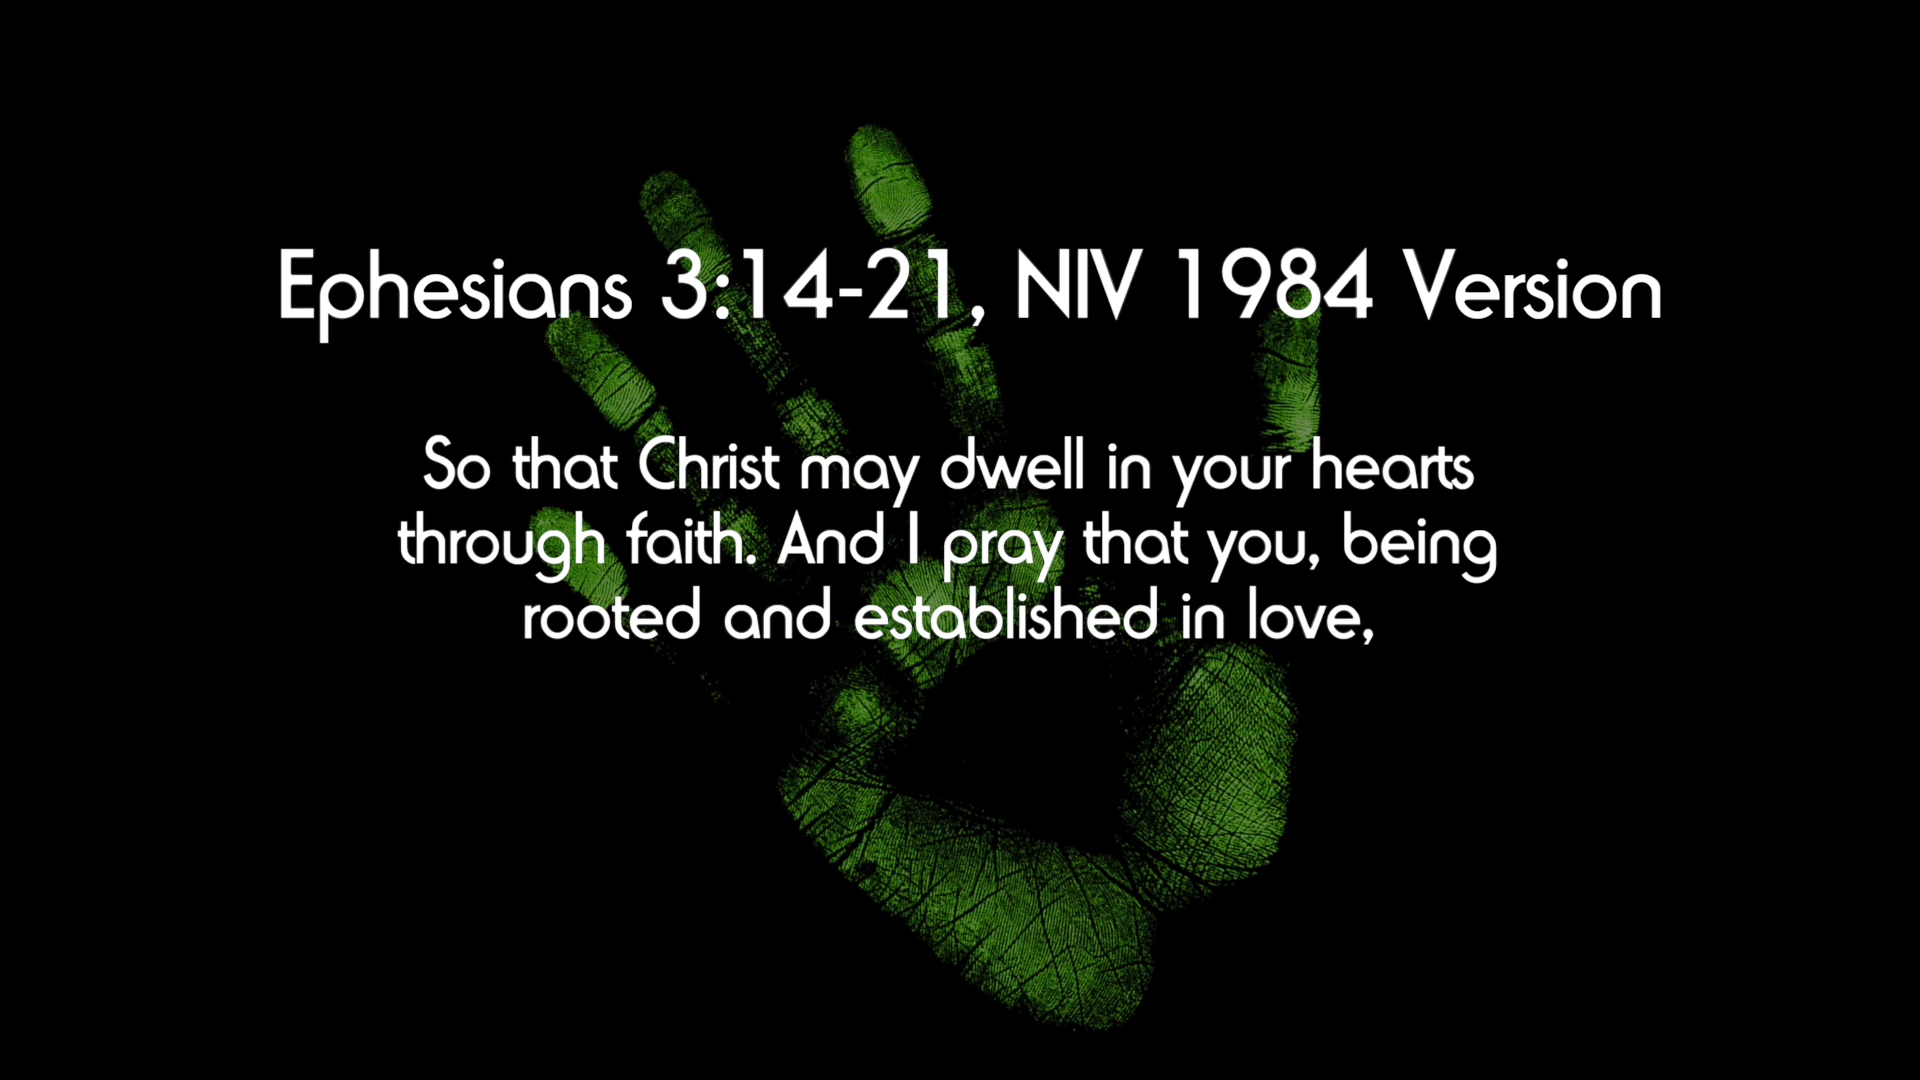 Ephesians 3:14-21, NIV 1984 Version
So that Christ may dwell in your hearts
through faith. And I pray that you, being
rooted and established in love,